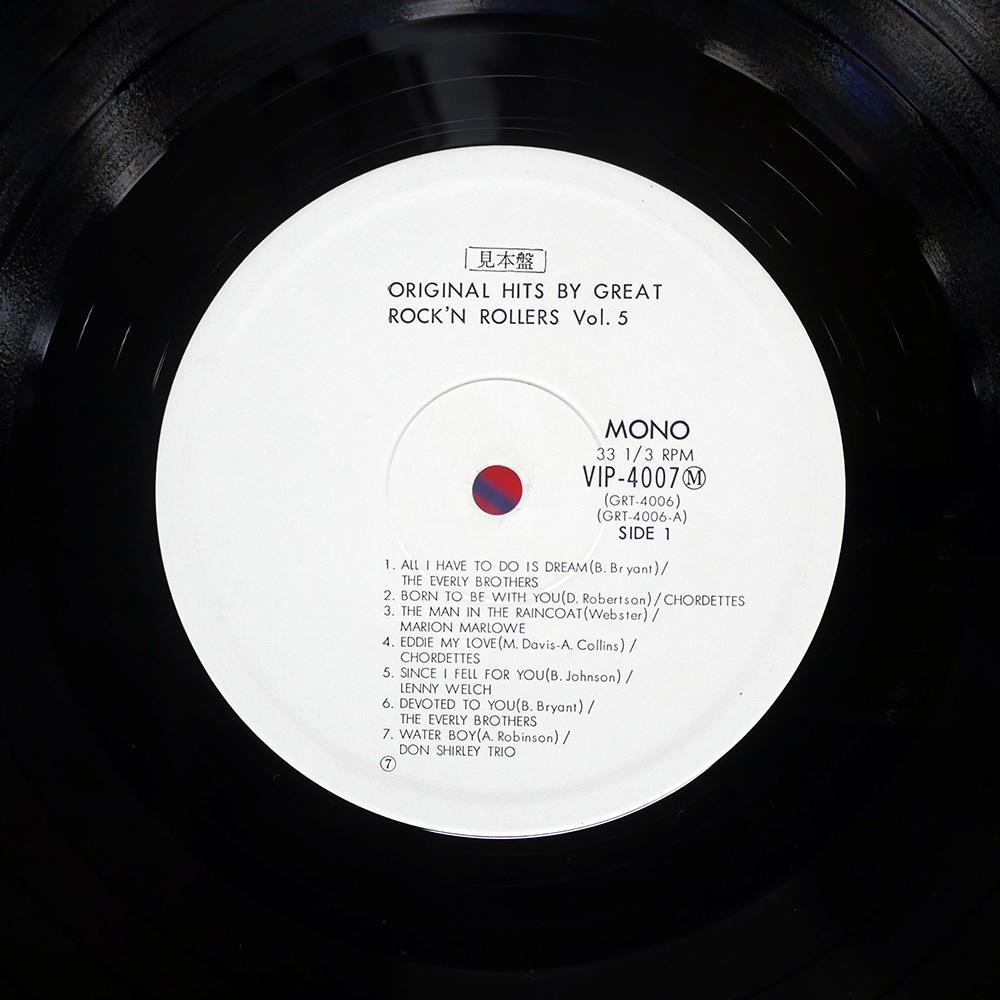 見本盤
ORIGINAL HITS BY GREAT
ROCK'N ROLLERS Vol. 5
MONO
33 1/3 RPM
VIP-4007Ⓜ
(GRT-4006)
(GRT-4006-A)
SIDE 1
1. ALL I HAVE TO DO IS DREAM(B. Bryant)/
THE EVERLY BROTHERS
2. BORN TO BE WITH YOU(D. Robertson)/CHORDETTES
3. THE MAN IN THE RAINCOAT(Webster)/
MARION MARLOWE
4. EDDIE MY LOVE(M. Davis-A. Collins)/
CHORDETTES
5. SINCE I FELL FOR YOU(B. Johnson)/
LENNY WELCH
6. DEVOTED TO YOU(B. Bryant)/
THE EVERLY BROTHERS
7. WATER BOY(A. Robinson)/
DON SHIRLEY TRIO
⑦